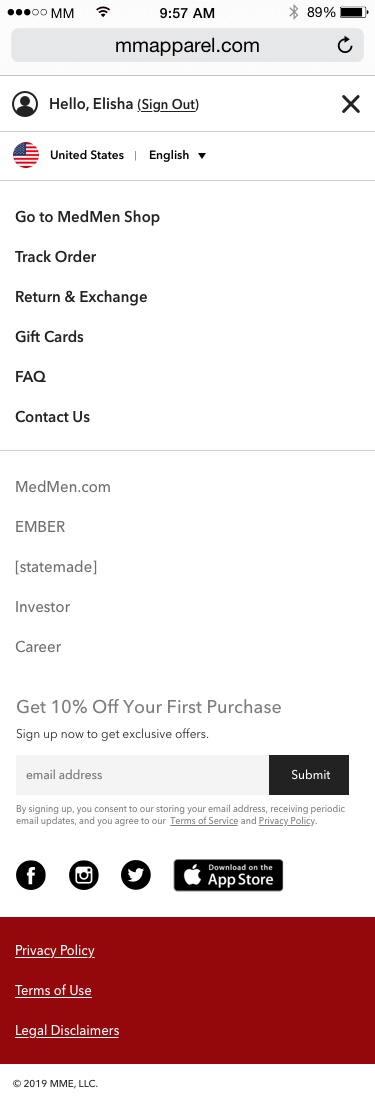 MM 9:57 AM 89%
mmapparel.com
Hello, Elisha (Sign Out)
United States | English
Go to MedMen Shop
Track Order
Return & Exchange
Gift Cards
FAQ
Contact Us
MedMen.com
EMBER
[statemade]
Investor
Career
Get 10% Off Your First Purchase
Sign up now to get exclusive offers.
email address Submit
By signing up, you consent to our storing your email address, receiving periodic
email updates, and you agree to our Terms of Service and Privacy Policy.
Download on the
App Store
Privacy Policy
Terms of Use
Legal Disclaimers
© 2019 MME, LLC.